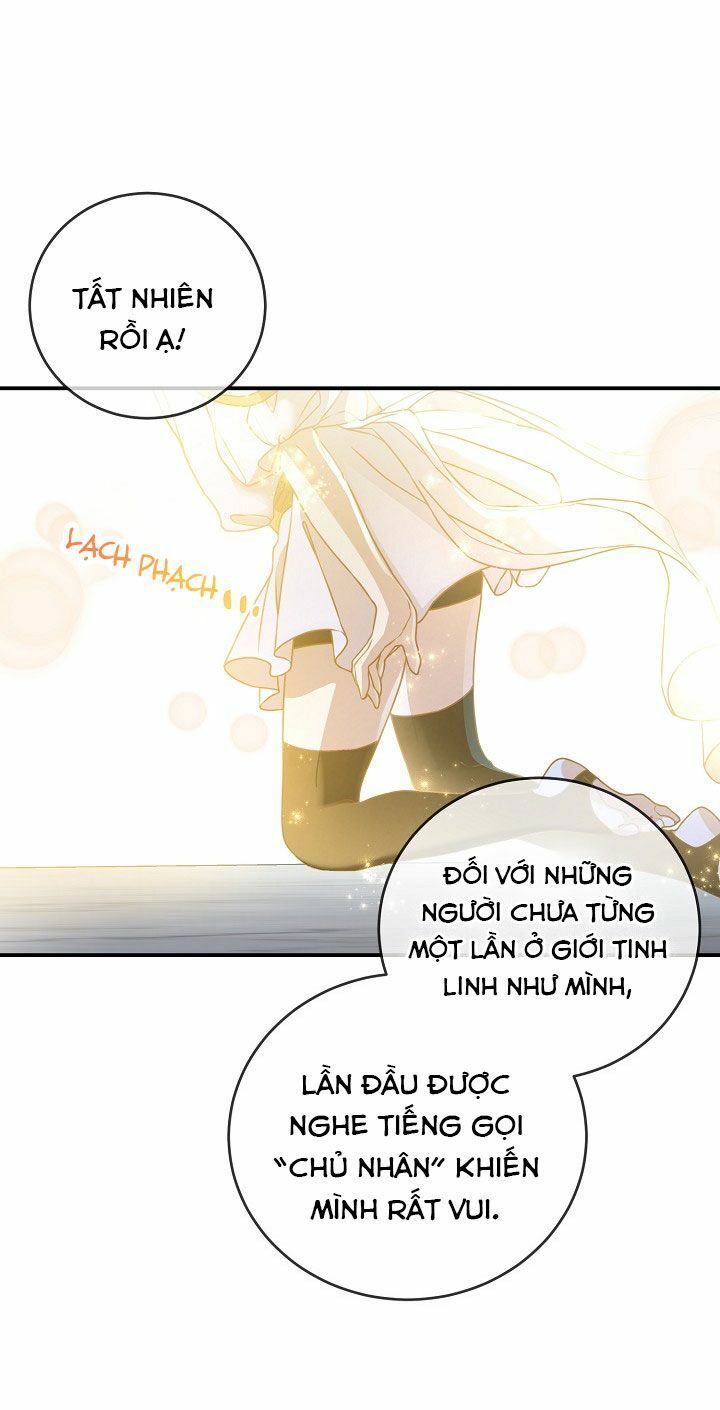 TẤT NHIÊN
RỒI Ạ!
LẠCH PHẠCH...
ĐỐI VỚI NHỮNG
NGƯỜI CHƯA TỪNG
MỘT LẦN Ở GIỚI TINH
LINH NHƯ MÌNH,
LẦN ĐẦU ĐƯỢC
NGHE TIẾNG GỌI
“CHỦ NHÂN” KHIẾN
MÌNH RẤT VUI.